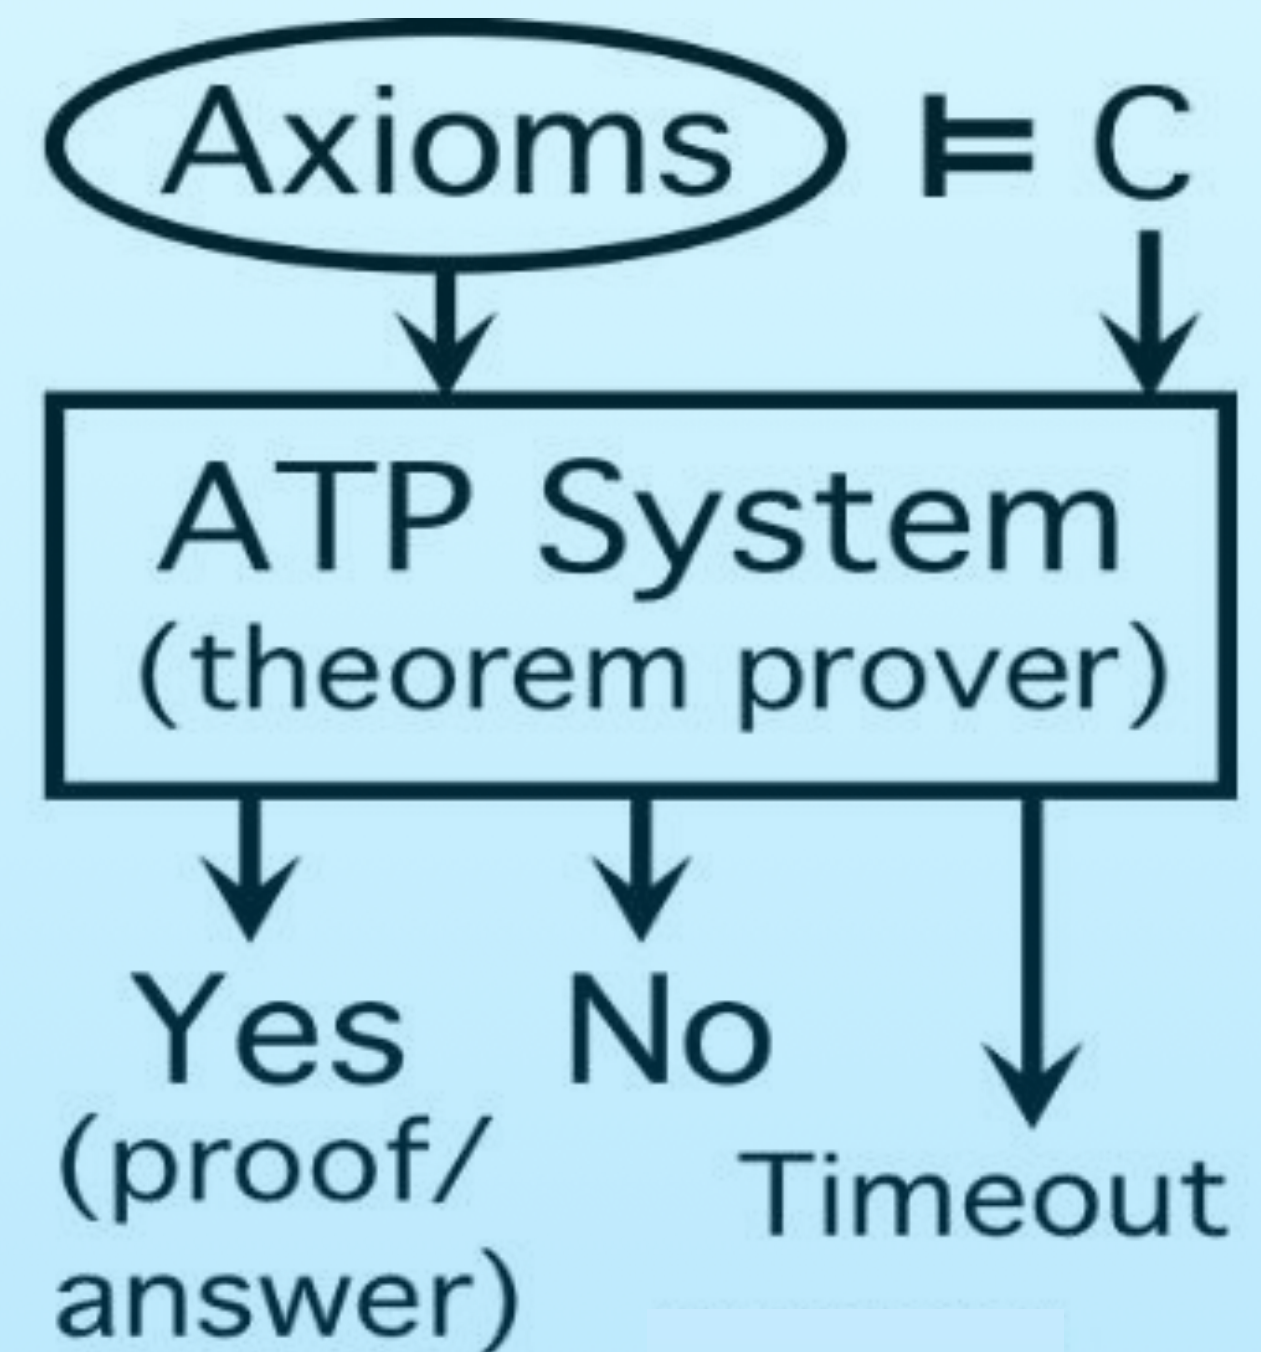 Axioms ⊨ C
ATP System
(theorem prover)
Yes No
(proof/
answer)
Timeout